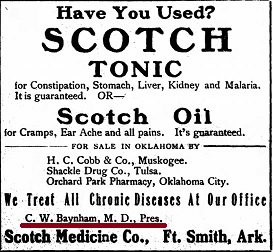 Have You Used?
SCOTCH
TONIC
for Constipation, Stomach, Liver, Kidney and Malaria.
It is guaranteed. OR—
Scotch Oil
for Cramps, Ear Ache and all pains. It's guaranteed.
FOR SALE IN OKLAHOMA BY
H. C. Cobb & Co., Muskogee.
Shackle Drug Co., Tulsa.
Orchard Park Pharmacy, Oklahoma City.
We Treat All Chronic Diseases At Our Office
C. W. Baynham, M. D., Pres.
Scotch Medicine Co., Ft. Smith, Ark.